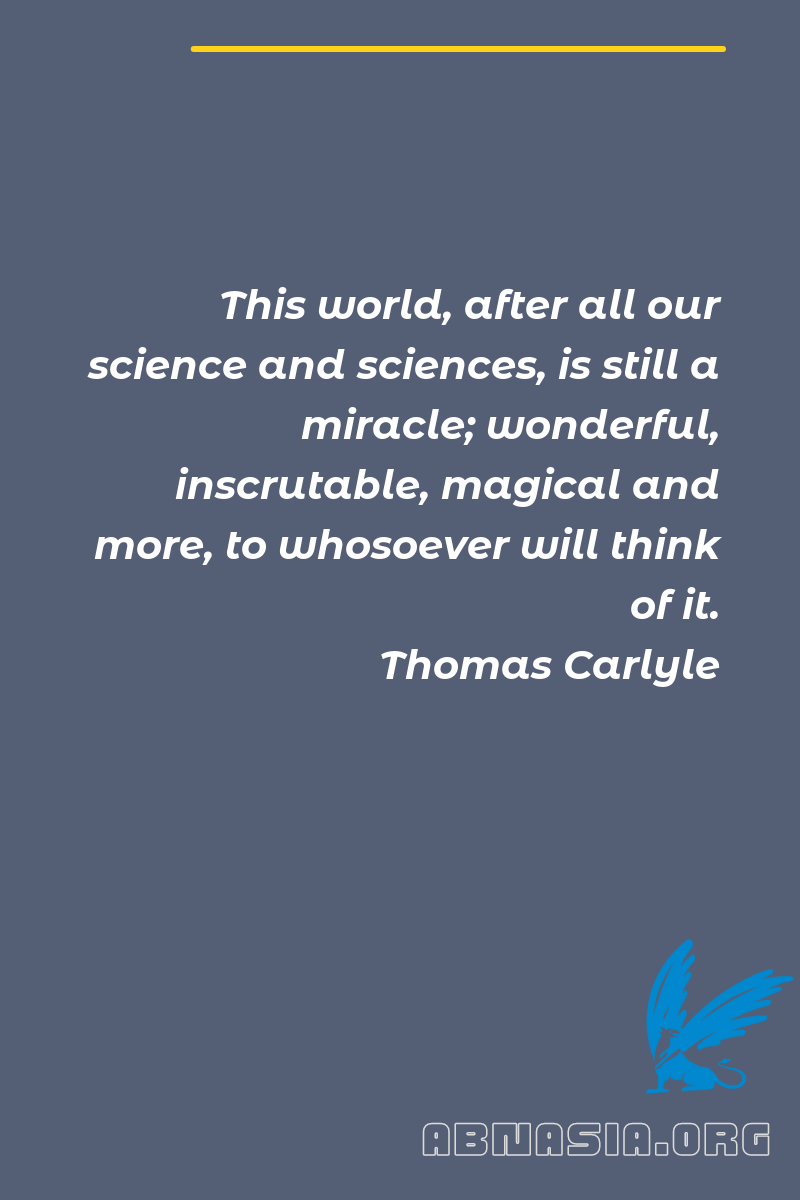 This world, after all our
science and sciences, is still a
miracle; wonderful,
inscrutable, magical and
more, to whosoever will think
of it.
Thomas Carlyle
ABNASIA.ORG